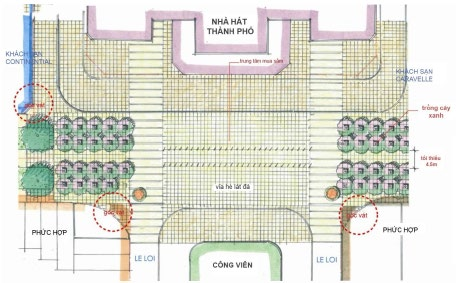 NHÀ HÁT
THÀNH PHỐ
KHÁCH SẠN
CONTINENTIAL
trung tâm mua sắm
KHÁCH SẠN
CARAVELLE
góc vát
trồng cây
xanh
tối thiểu
4.5m
vỉa hè lát đá
góc vát
góc vát
PHỨC HỢP
PHỨC HỢP
LE LOI
CÔNG VIÊN
LE LOI